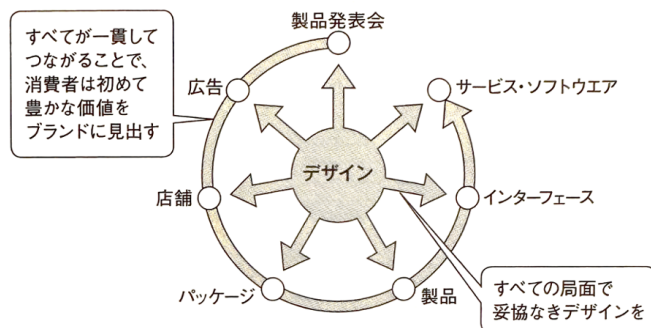 製品発表会
すべてが一貫して
つながることで、
消費者は初めて
豊かな価値を
ブランドに見出す
広告
サービス・ソフトウエア
デザイン
店舗
インターフェース
パッケージ
製品
すべての局面で
妥協なきデザインを